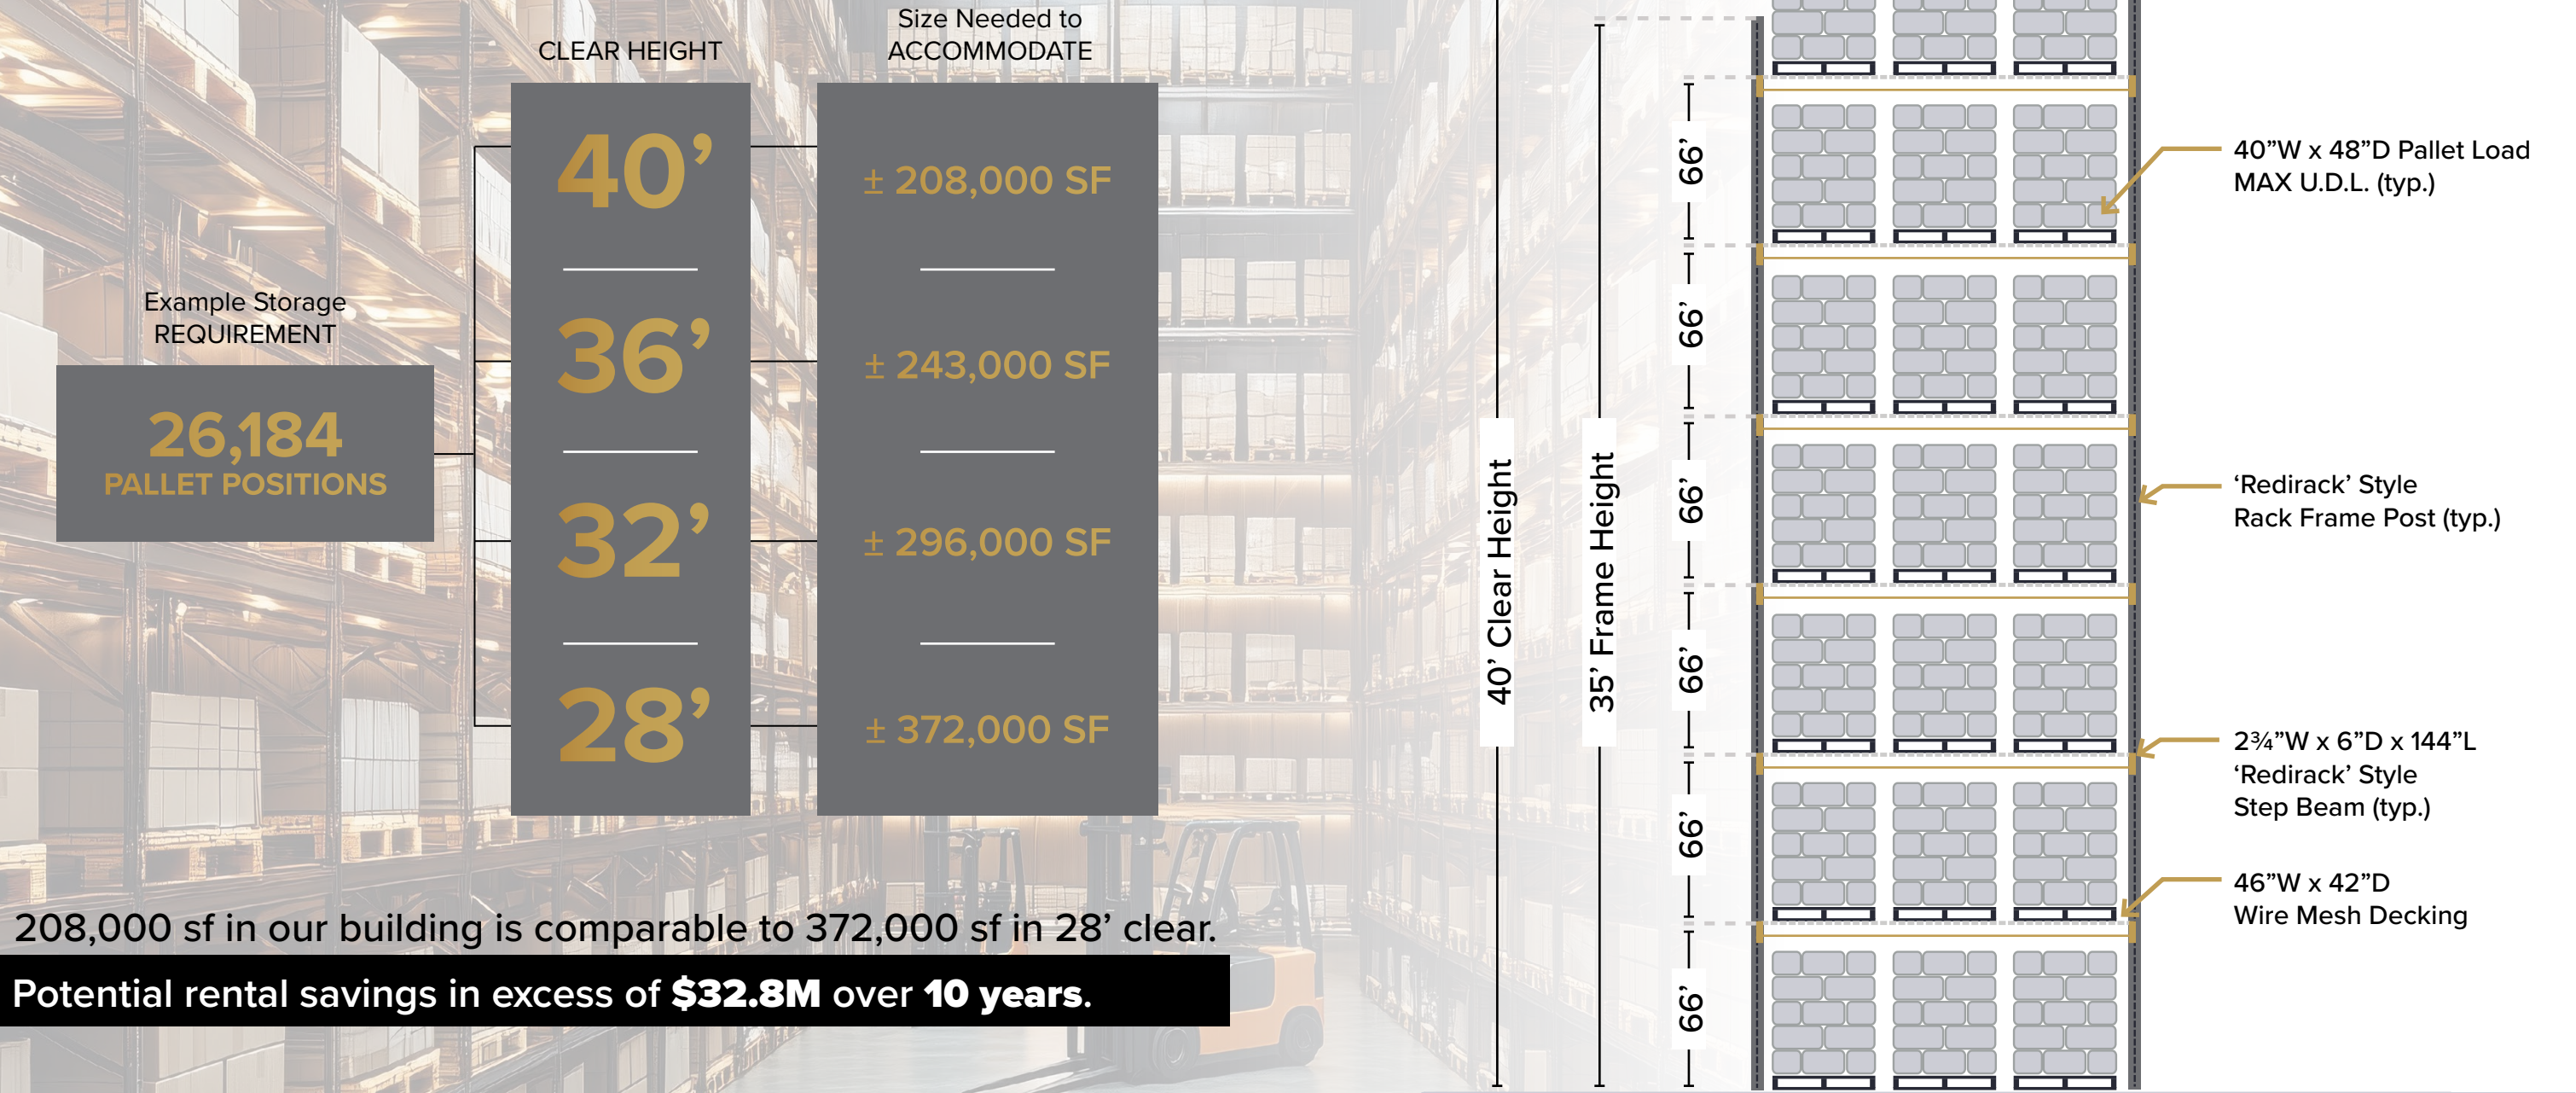 Example Storage
REQUIREMENT
26,184
PALLET POSITIONS
CLEAR HEIGHT
40’
36’
32’
28’
Size Needed to
ACCOMMODATE
± 208,000 SF
± 243,000 SF
± 296,000 SF
± 372,000 SF
208,000 sf in our building is comparable to 372,000 sf in 28’ clear.
Potential rental savings in excess of $32.8M over 10 years.
40’ Clear Height
35’ Frame Height
66’
66’
66’
66’
66’
66’
40”W x 48”D Pallet Load
MAX U.D.L. (typ.)
‘Redirack’ Style
Rack Frame Post (typ.)
2¾”W x 6”D x 144”L
‘Redirack’ Style
Step Beam (typ.)
46”W x 42”D
Wire Mesh Decking